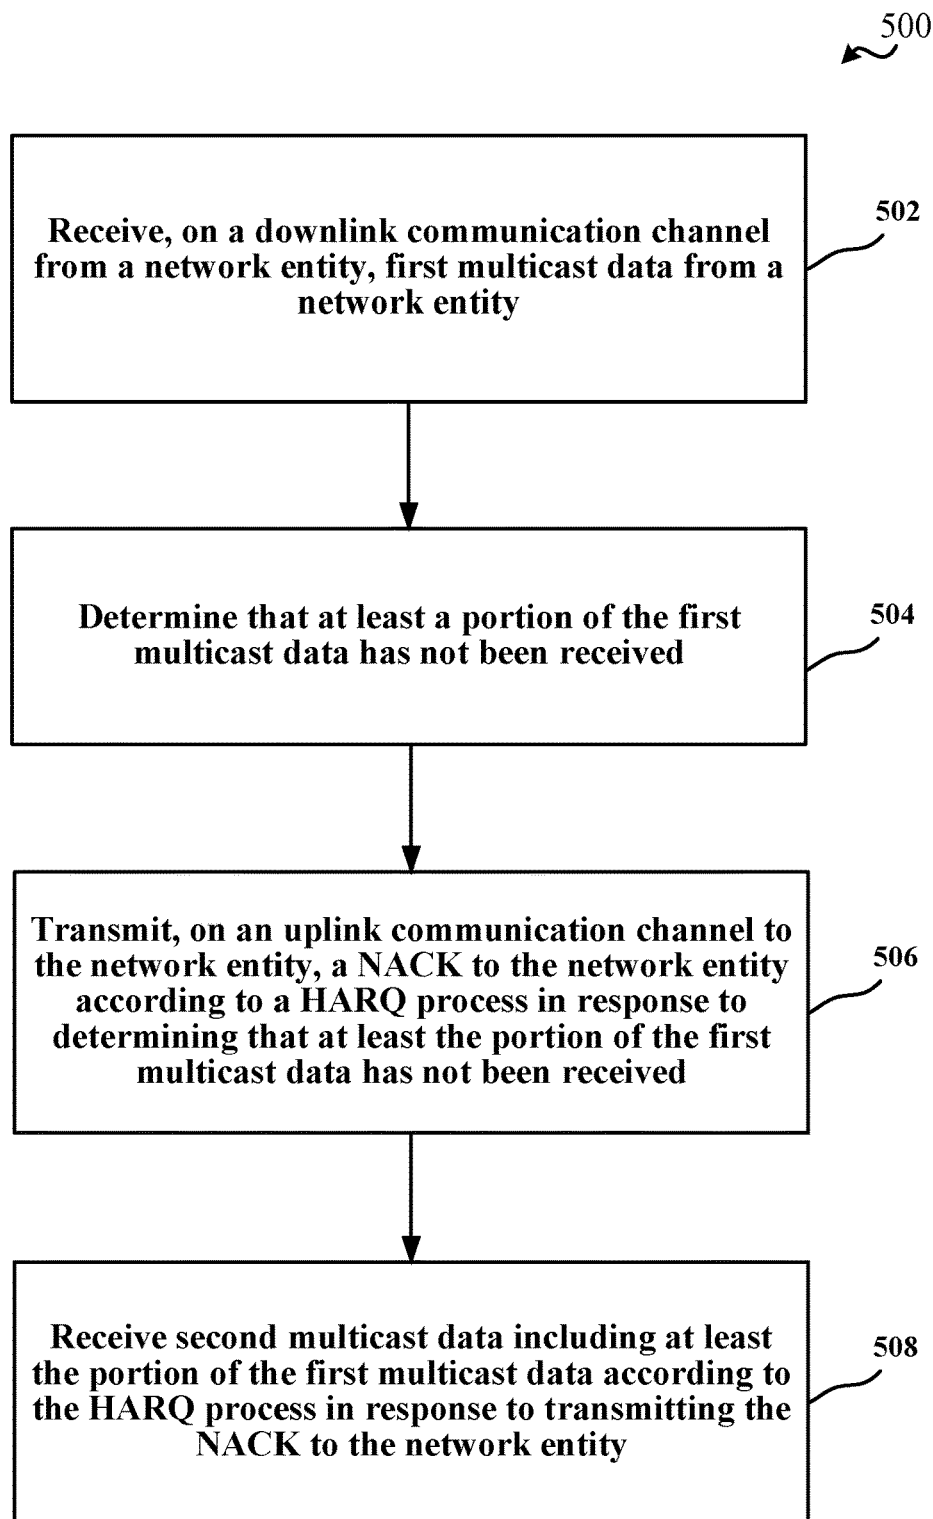 500
Receive, on a downlink communication channel
from a network entity, first multicast data from a
network entity
502
Determine that at least a portion of the first
multicast data has not been received
504
Transmit, on an uplink communication channel to
the network entity, a NACK to the network entity
according to a HARQ process in response to
determining that at least the portion of the first
multicast data has not been received
506
Receive second multicast data including at least
the portion of the first multicast data according to
the HARQ process in response to transmitting the
NACK to the network entity
508